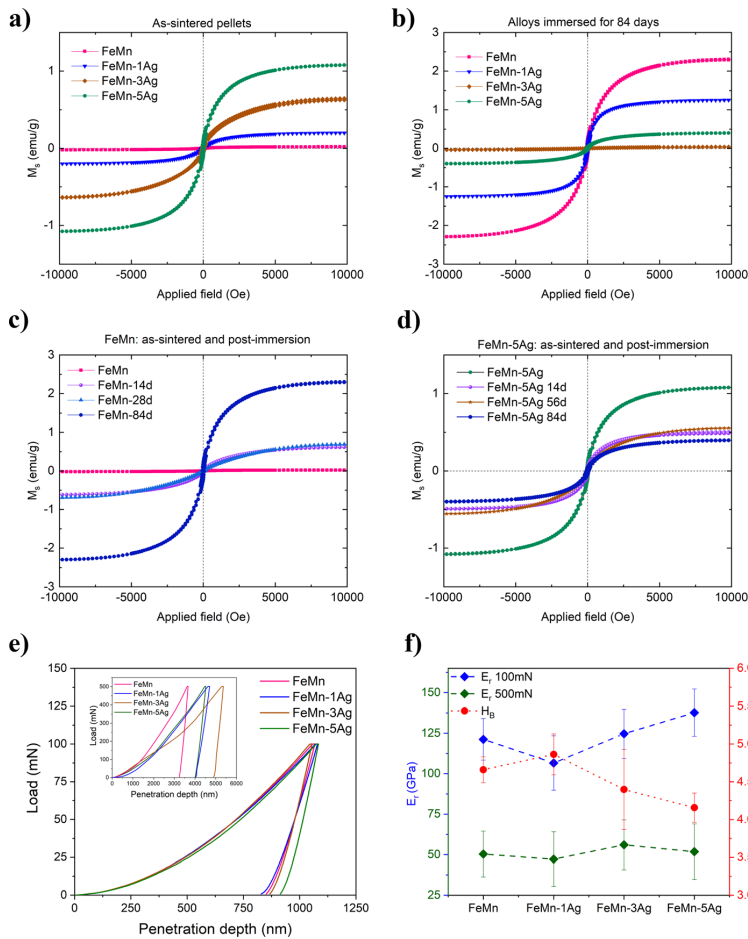 a)
As-sintered pellets
FeMn
FeMn-1Ag
FeMn-3Ag
FeMn-5Ag
Ms (emu/g)
1
0
-1
-10000 -5000 0 5000 10000
Applied field (Oe)
b)
Alloys immersed for 84 days
FeMn
FeMn-1Ag
FeMn-3Ag
FeMn-5Ag
Ms (emu/g)
3
2
1
0
-1
-2
-3
-10000 -5000 0 5000 10000
Applied field (Oe)
c)
FeMn: as-sintered and post-immersion
FeMn
FeMn-14d
FeMn-28d
FeMn-84d
Ms (emu/g)
3
2
1
0
-1
-2
-3
-10000 -5000 0 5000 10000
Applied field (Oe)
d)
FeMn-5Ag: as-sintered and post-immersion
FeMn-5Ag
FeMn-5Ag 14d
FeMn-5Ag 56d
FeMn-5Ag 84d
Ms (emu/g)
1
0
-1
-10000 -5000 0 5000 10000
Applied field (Oe)
e)
FeMn
FeMn-1Ag
FeMn-3Ag
FeMn-5Ag
Load (mN)
150
125
100
75
50
25
0
0 250 500 750 1000 1250
Penetration depth (nm)
FeMn
FeMn-1Ag
FeMn-3Ag
FeMn-5Ag
Load (mN)
500
400
300
200
100
0
0 1000 2000 3000 4000 5000 6000
Penetration depth (nm)
f)
Er 100mN
Er 500mN
HB
Er (GPa)
150
125
100
75
50
25
6.0
5.5
5.0
4.5
4.0
3.5
3.0
FeMn FeMn-1Ag FeMn-3Ag FeMn-5Ag